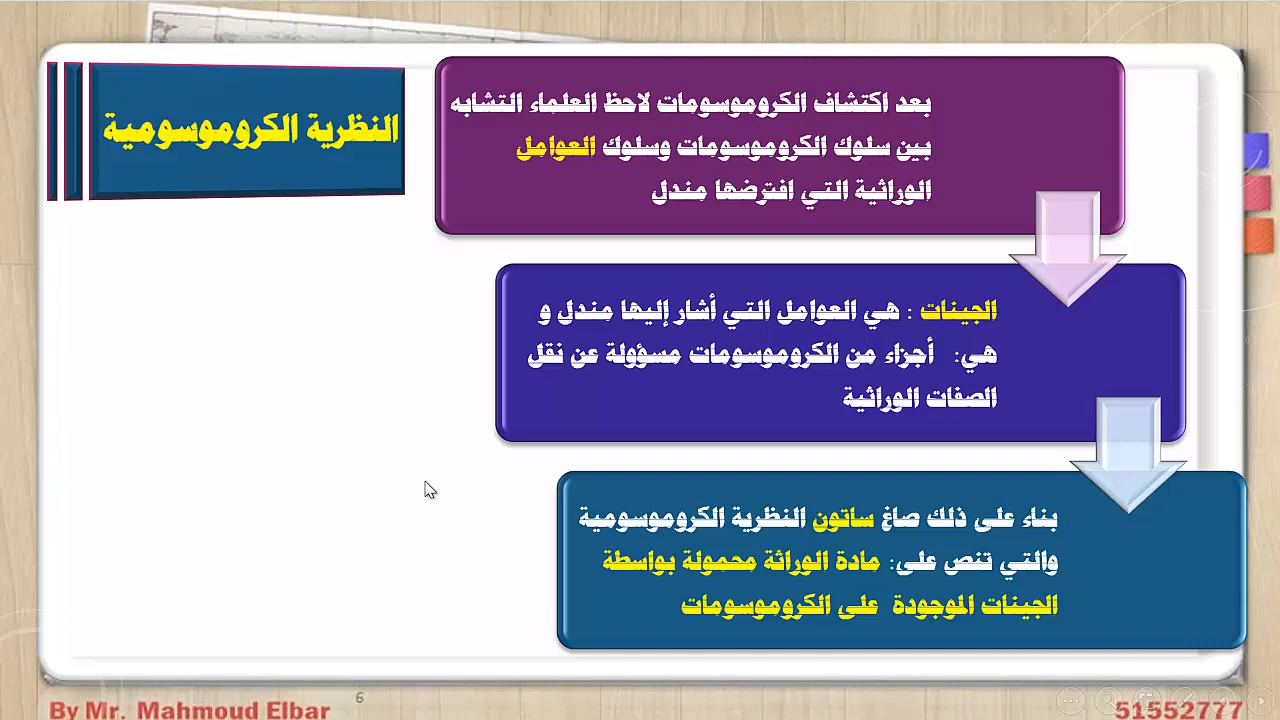 النظرية الكروموسومية
بعد اكتشاف الكروموسومات لاحظ العلماء التشابه
بين سلوك الكروموسومات وسلوك العوامل
الوراثية التي افترضها مندل
الجينات : هي العوامل التي أشار إليها مندل و
هي: أجزاء من الكروموسومات مسؤولة عن نقل
الصفات الوراثية
بناء على ذلك صاغ ساتون النظرية الكروموسومية
والتي تنص على: مادة الوراثة محمولة بواسطة
الجينات الموجودة على الكروموسومات
6
By Mr. Mahmoud Elbar
51552777